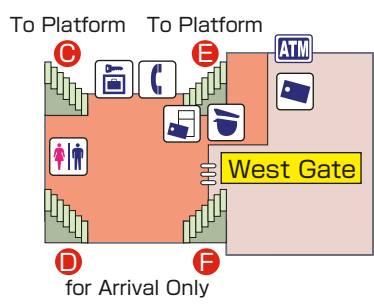 To Platform To Platform
C E
ATM
West Gate
D F
for Arrival Only